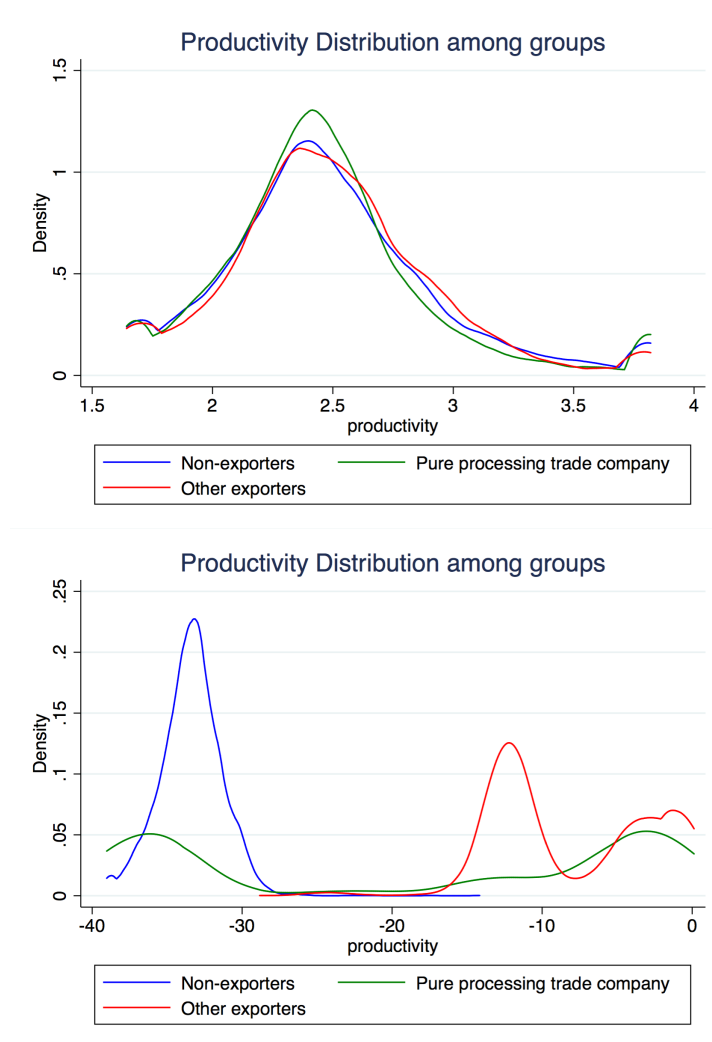 Productivity Distribution among groups
1.5
1
.5
0
Density
1.5 2 2.5 3 3.5 4
productivity
Non-exporters Pure processing trade company
Other exporters
Productivity Distribution among groups
.25
.2
.15
.1
.05
0
Density
-40 -30 -20 -10 0
productivity
Non-exporters Pure processing trade company
Other exporters